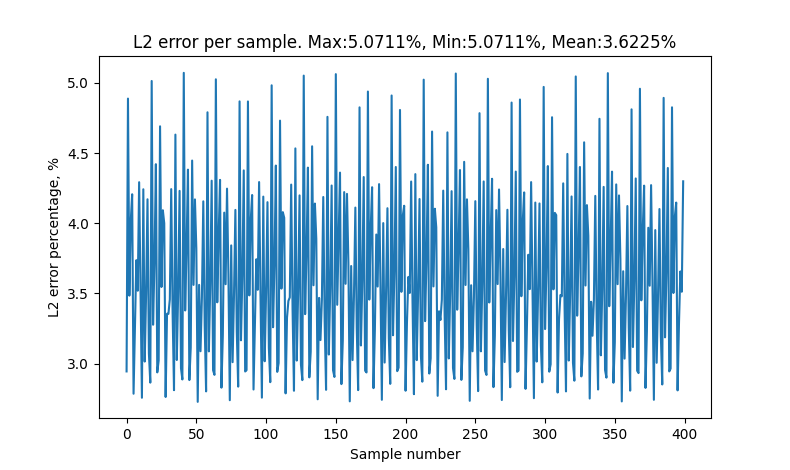 L2 error per sample. Max:5.0711%, Min:5.0711%, Mean:3.6225%
L2 error percentage, %
5.0
4.5
4.0
3.5
3.0
0 50 100 150 200 250 300 350 400
Sample number